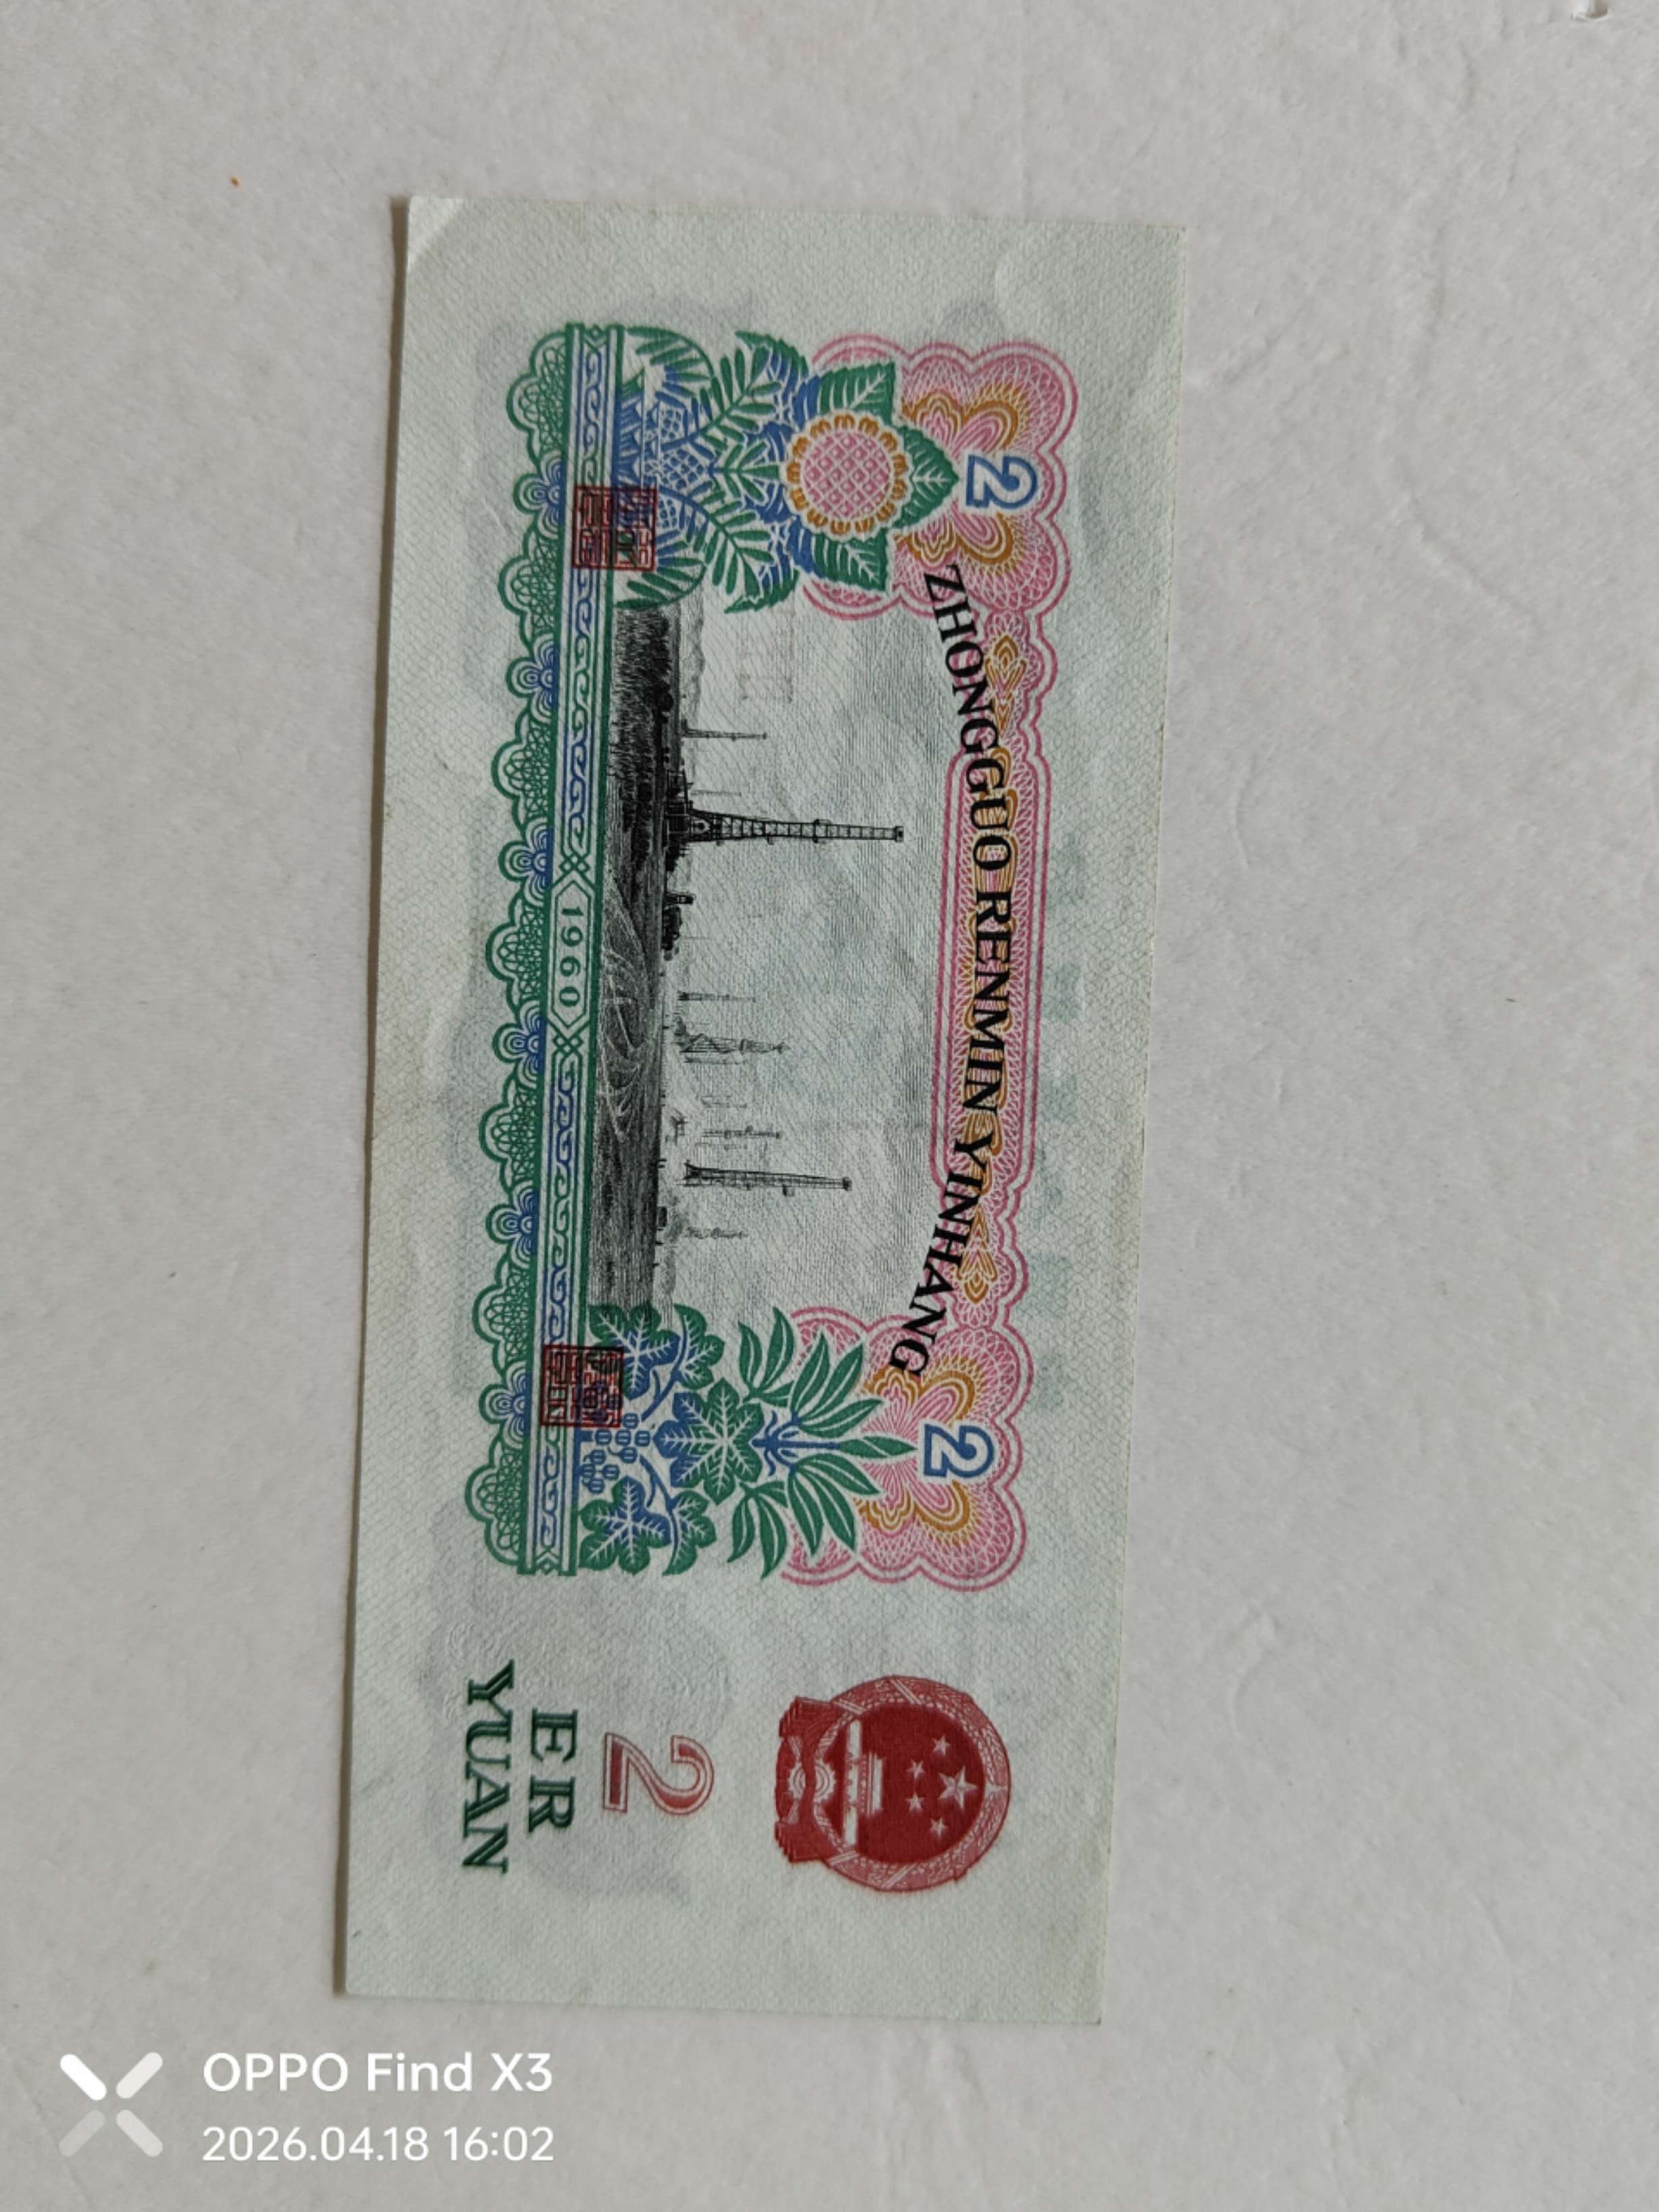 ZHONGGUO RENMIN YINHANG
2
2
1960
2
ER
YUAN
OPPO Find X3
2026.04.18 16:02